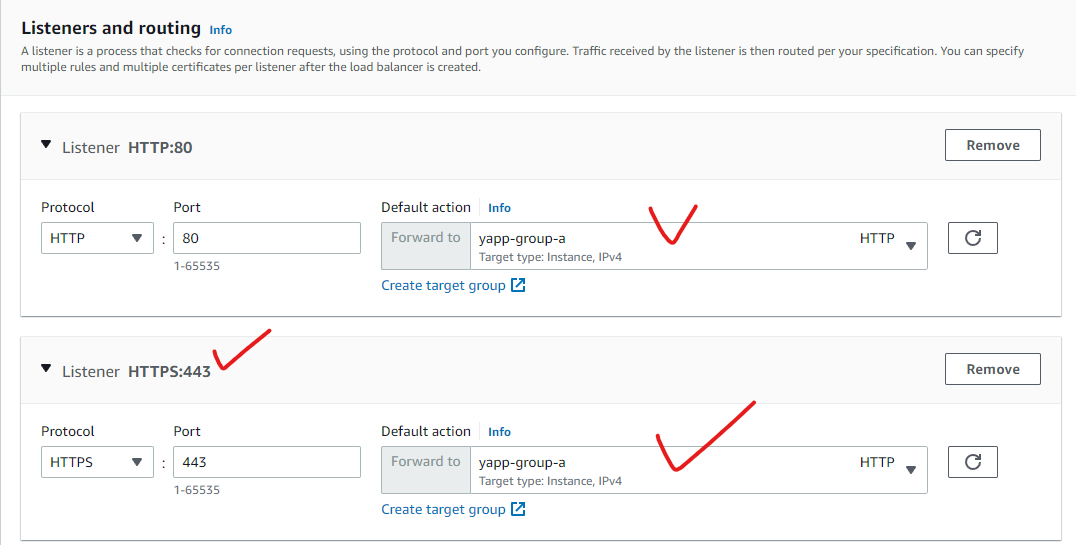 Listeners and routing Info
A listener is a process that checks for connection requests, using the protocol and port you configure. Traffic received by the listener is then routed per your specification. You can specify
multiple rules and multiple certificates per listener after the load balancer is created.
Listener HTTP:80
Remove
Protocol Port Default action Info
HTTP : 80 Forward to yapp-group-a HTTP
Target type: Instance, IPv4
1-65535
Create target group
Listener HTTPS:443
Remove
Protocol Port Default action Info
HTTPS : 443 Forward to yapp-group-a HTTP
Target type: Instance, IPv4
1-65535
Create target group